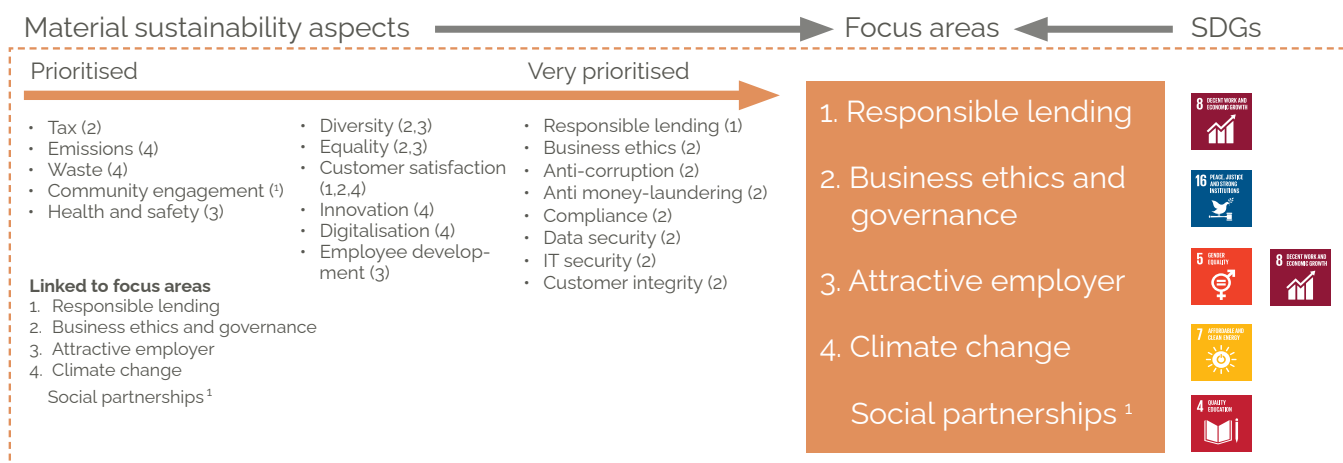 Material sustainability aspects
Focus areas
SDGs
Prioritised
Very prioritised
• Tax (2)
• Emissions (4)
• Waste (4)
• Community engagement (¹)
• Health and safety (3)
• Diversity (2,3)
• Equality (2,3)
• Customer satisfaction
(1,2,4)
• Innovation (4)
• Digitalisation (4)
• Employee develop-
ment (3)
• Responsible lending (1)
• Business ethics (2)
• Anti-corruption (2)
• Anti money-laundering (2)
• Compliance (2)
• Data security (2)
• IT security (2)
• Customer integrity (2)
Linked to focus areas
1. Responsible lending
2. Business ethics and governance
3. Attractive employer
4. Climate change
Social partnerships ¹
1. Responsible lending
2. Business ethics and
governance
3. Attractive employer
4. Climate change
Social partnerships ¹
8 DECENT WORK AND
ECONOMIC GROWTH
16 PEACE, JUSTICE
AND STRONG
INSTITUTIONS
5 GENDER
EQUALITY
8 DECENT WORK AND
ECONOMIC GROWTH
7 AFFORDABLE AND
CLEAN ENERGY
4 QUALITY
EDUCATION